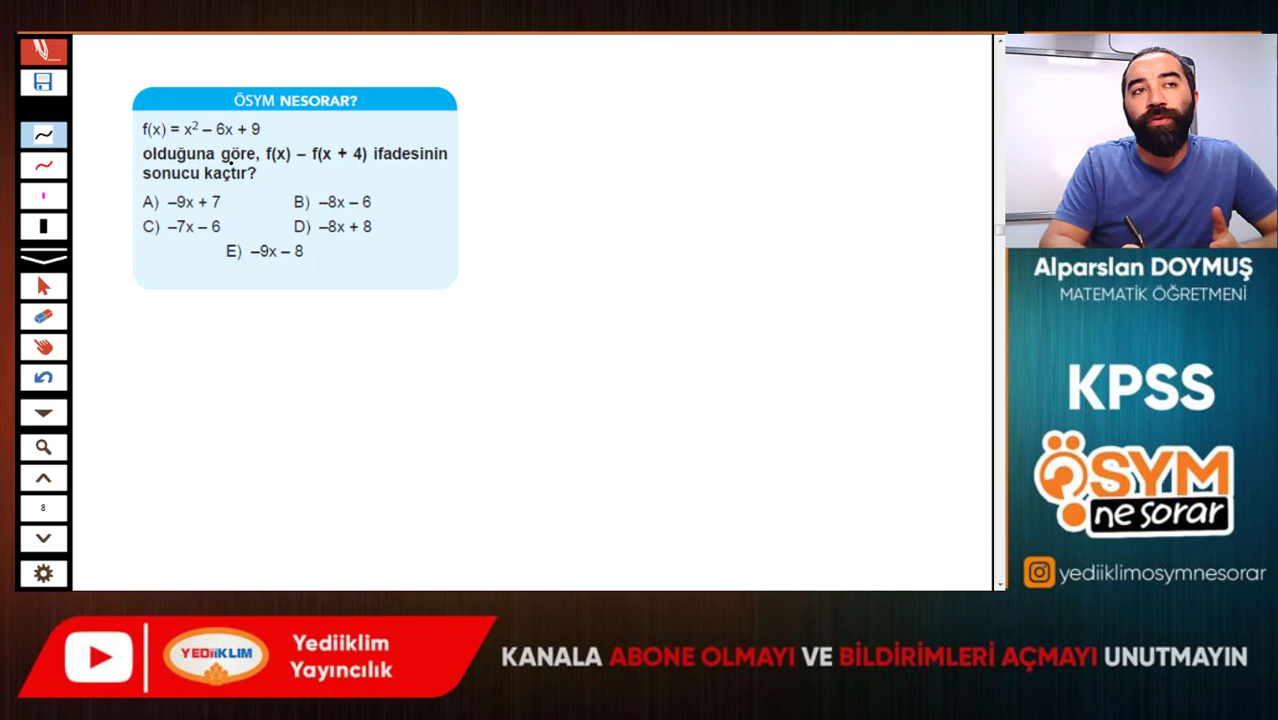 ÖSYM NESORAR?
f(x) = x² – 6x + 9
olduğuna göre, f(x) – f(x + 4) ifadesinin
sonucu kaçtır?
A) –9x + 7 B) –8x – 6
C) –7x – 6 D) –8x + 8
E) –9x – 8
8
Alparslan DOYMUŞ
MATEMATİK ÖĞRETMENİ
KPSS
ÖSYM
ne sorar
yediiklimosymnesorar
YEDİİKLİM
Yediiklim
Yayıncılık
KANALA ABONE OLMAYI VE BİLDİRİMLERİ AÇMAYI UNUTMAYIN